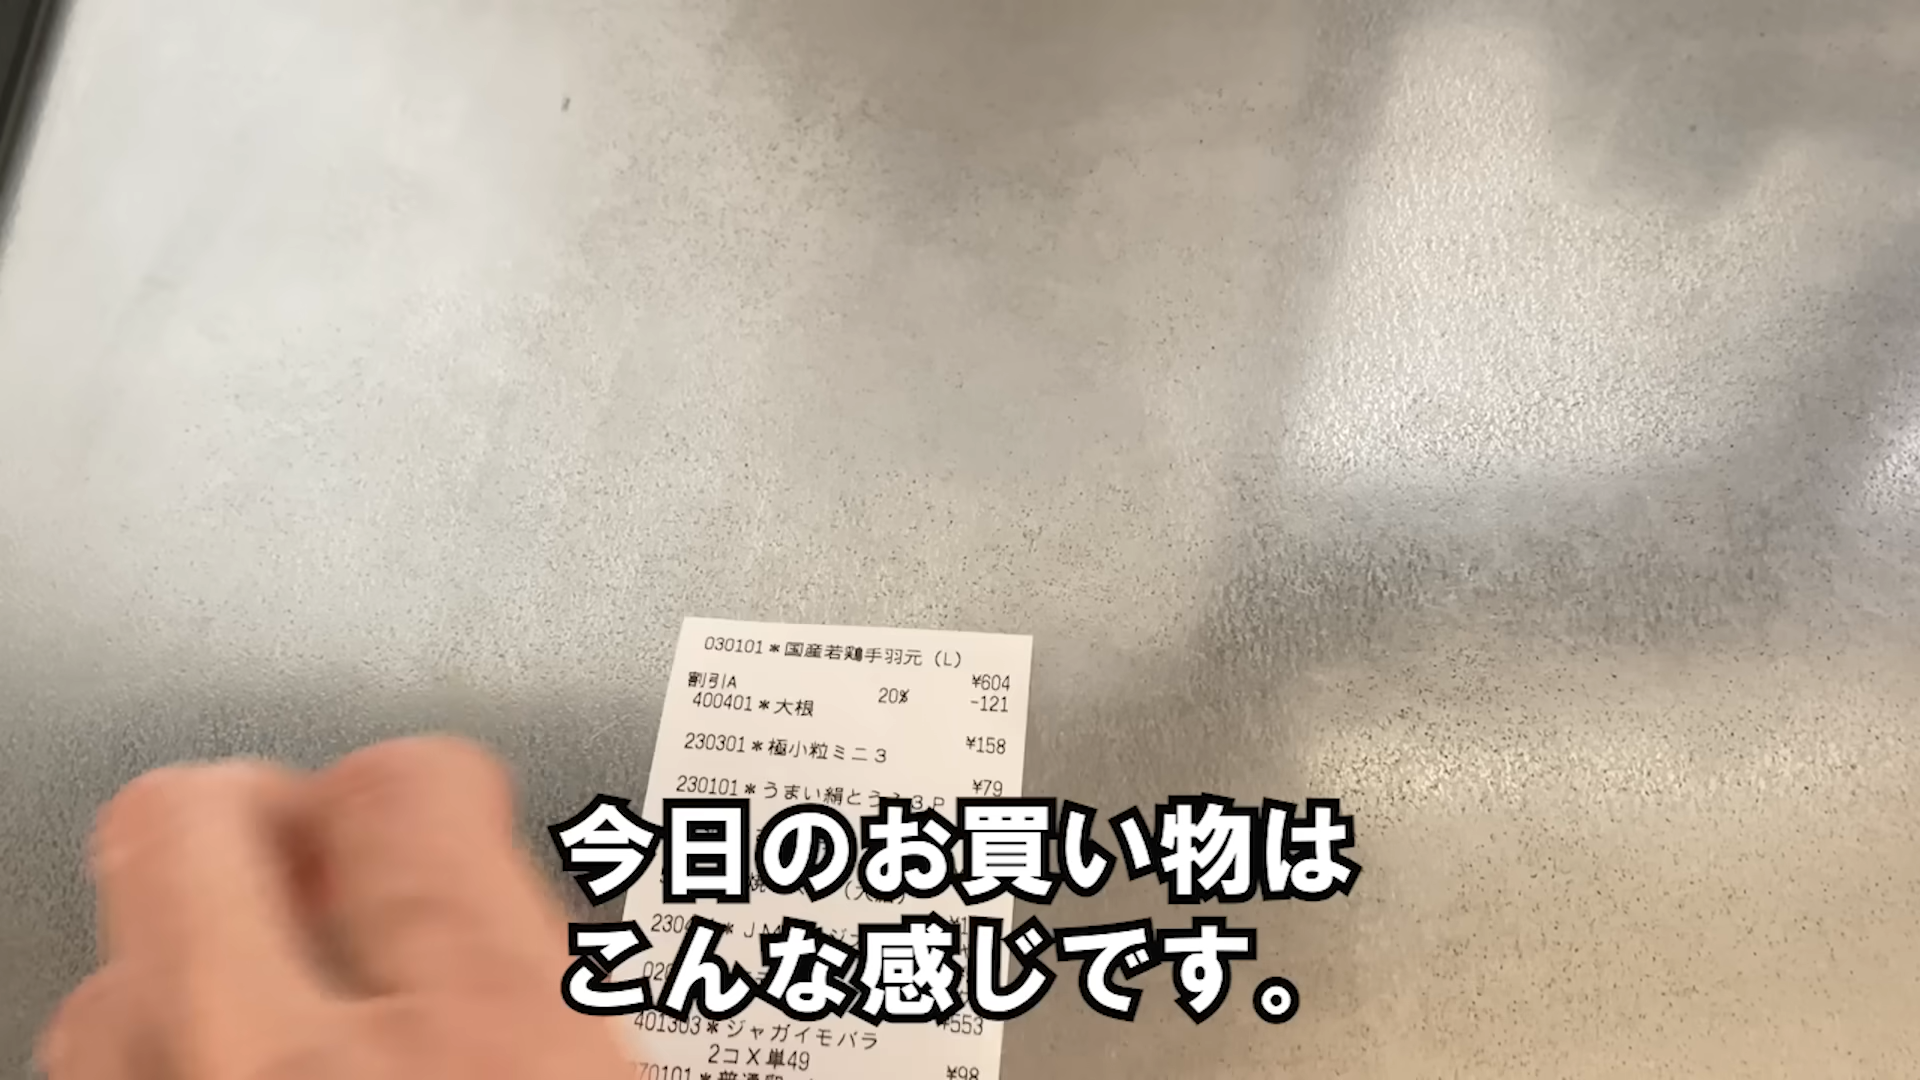 030101*国産若鶏手羽元(L)
¥604
割引A 20% -121
400401*大根
¥158
230301*極小粒ミニ3
¥79
230101*うまい絹とうふ3P
今日のお買い物は
こんな感じです。
401303*ジャガイモバラ
¥553
2コX単49
¥98